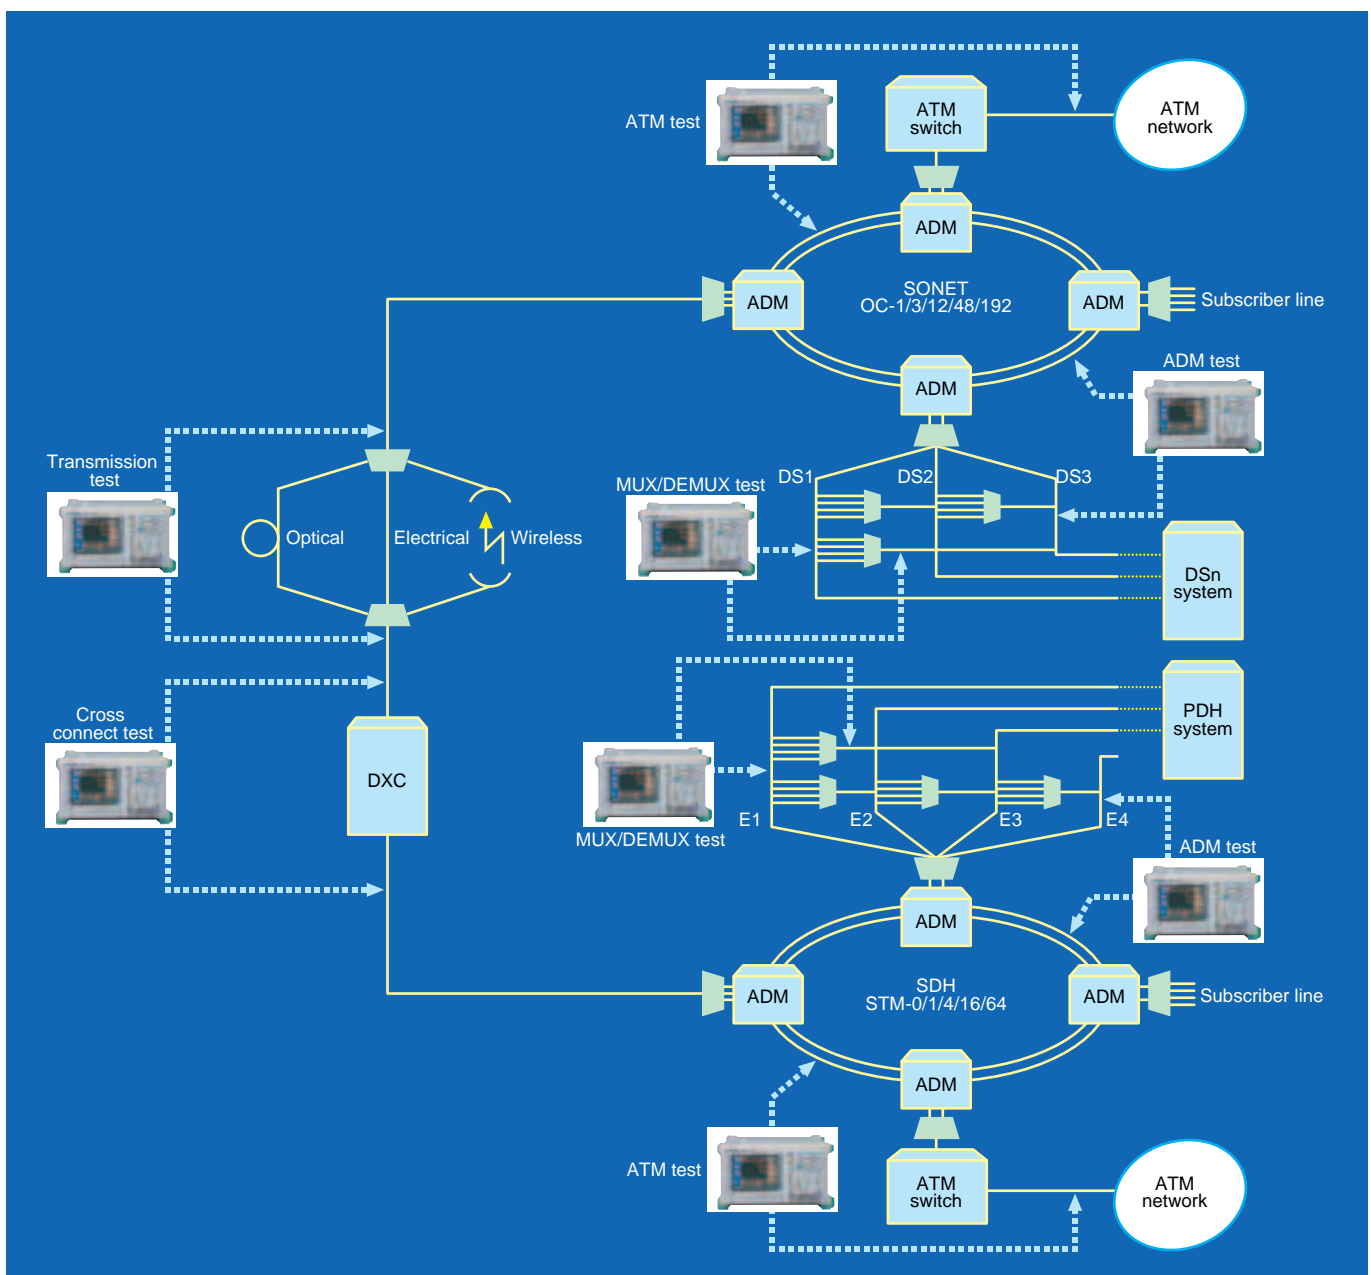 ATM test
ATM
switch
ATM
network
ADM
ADM
SONET
OC-1/3/12/48/192
ADM
Subscriber line
ADM
ADM test
Transmission
test
MUX/DEMUX test
DS1
DS2
DS3
Optical
Electrical
Wireless
DSn
system
Cross
connect test
DXC
PDH
system
MUX/DEMUX test
E1
E2
E3
E4
ADM test
ADM
ADM
SDH
STM-0/1/4/16/64
ADM
Subscriber line
ADM
ATM test
ATM
switch
ATM
network